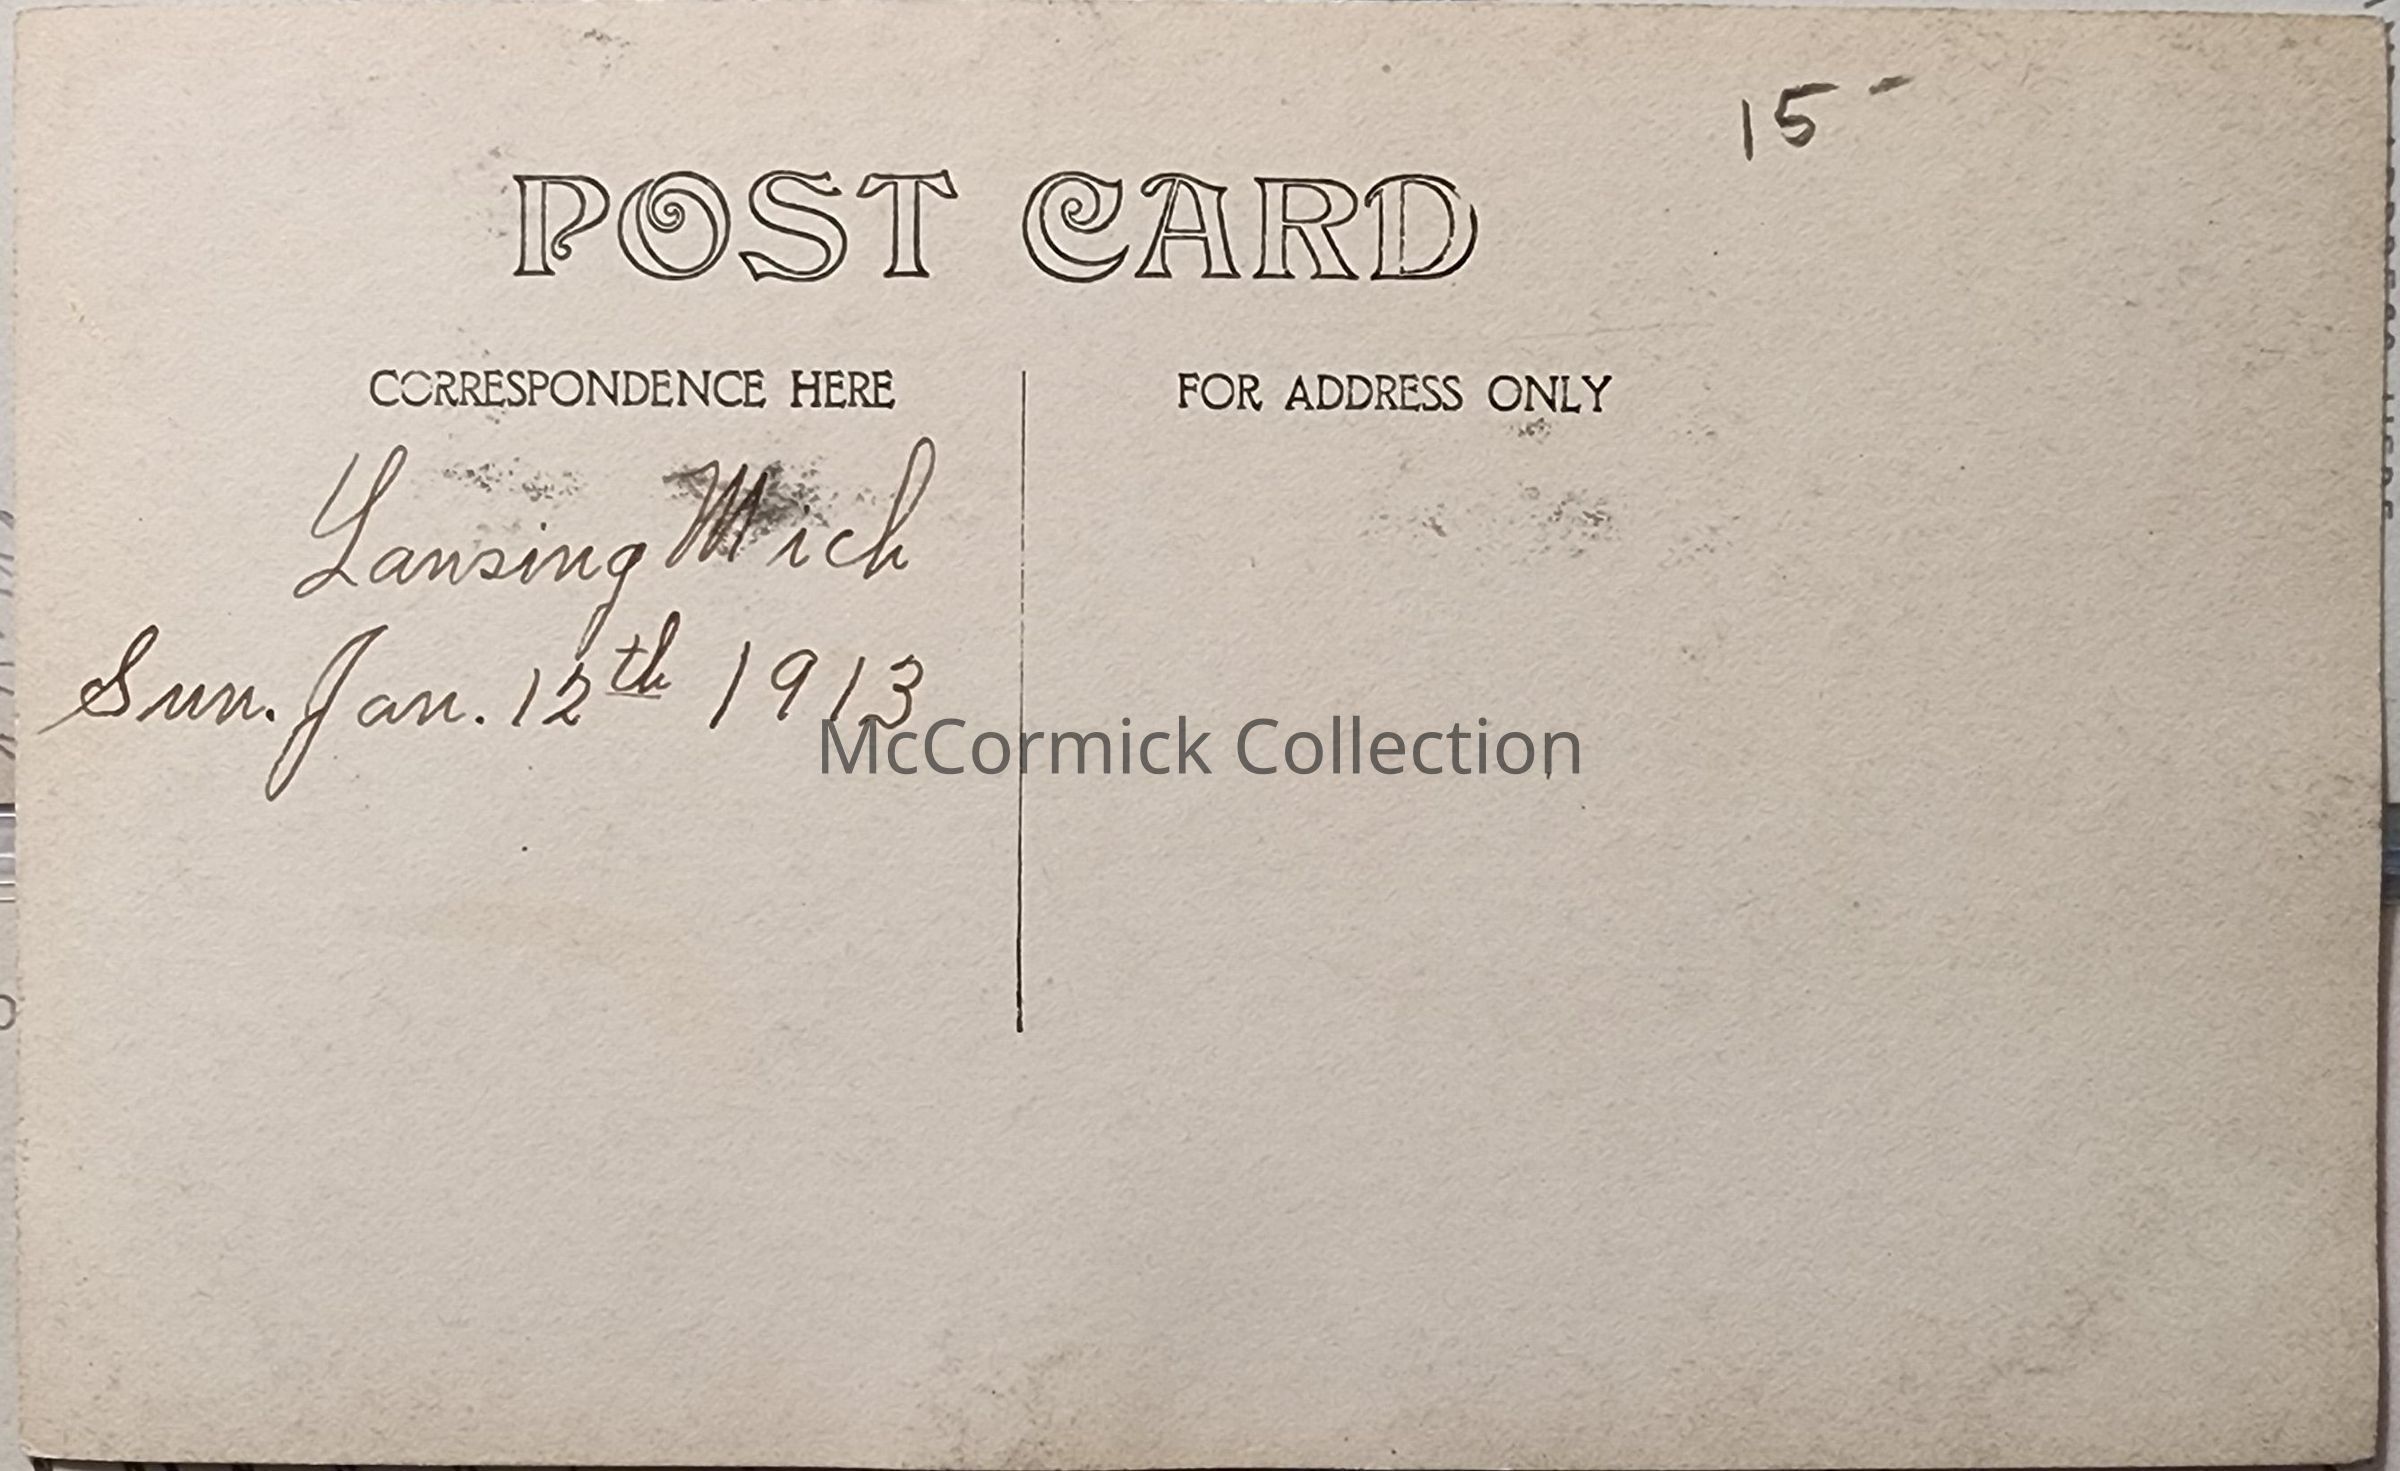 15-
POST CARD
CORRESPONDENCE HERE
FOR ADDRESS ONLY
Lansing Mich
Sun. Jan. 12th 1913
McCormick Collection